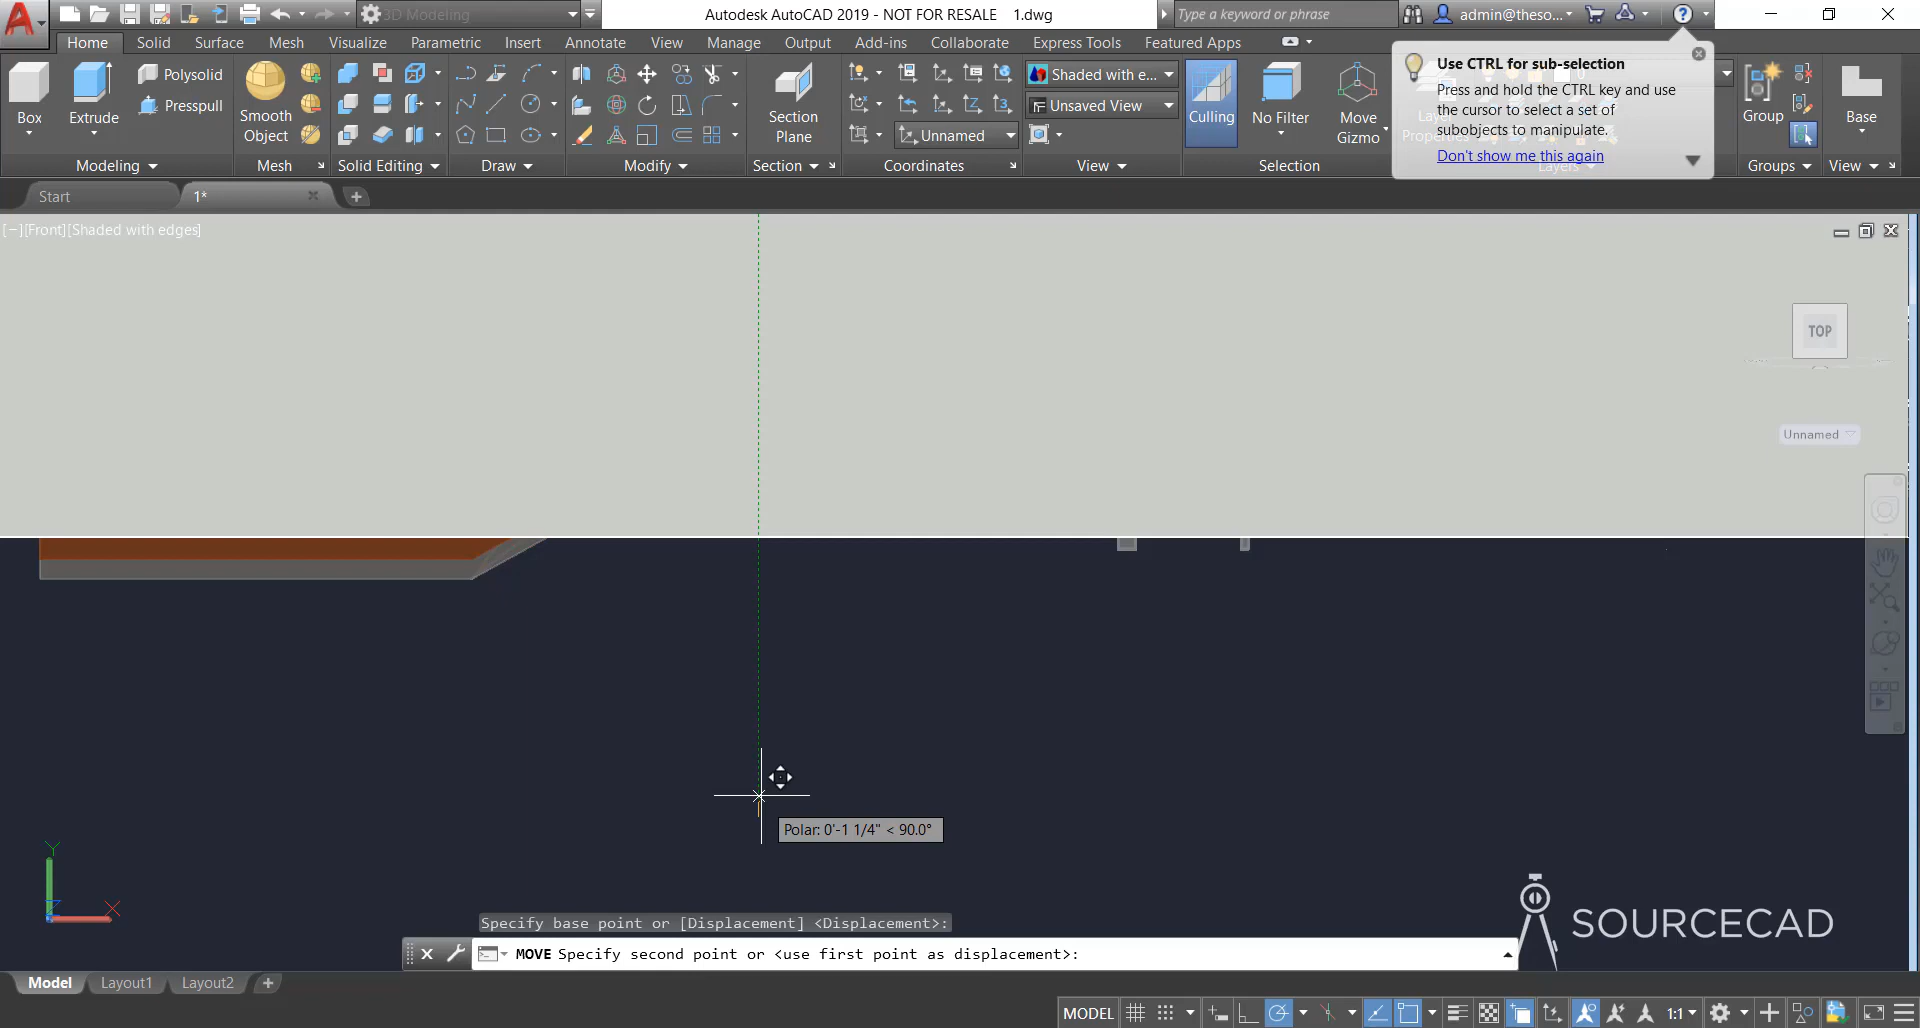 3D Modeling
Autodesk AutoCAD 2019 - NOT FOR RESALE 1.dwg
Type a keyword or phrase
admin@theso...
Home Solid Surface Mesh Visualize Parametric Insert Annotate View Manage Output Add-ins Collaborate Express Tools Featured Apps
Box
Extrude
Polysolid
Presspull
Smooth
Object
Section
Plane
Unnamed
Shaded with e...
Unsaved View
Culling
No Filter
Move
Gizmo
Use CTRL for sub-selection
Press and hold the CTRL key and use
the cursor to select a set of
subobjects to manipulate.
Don't show me this again
Group
Base
Modeling Mesh Solid Editing Draw Modify Section Coordinates View Selection Layers Groups View
Start 1*
[−][Front][Shaded with edges]
TOP
Unnamed
Polar: 0'-1 1/4" < 90.0°
Y
X
Specify base point or [Displacement] <Displacement>:
MOVE Specify second point or <use first point as displacement>:
SOURCECAD
Model Layout1 Layout2
MODEL 1:1